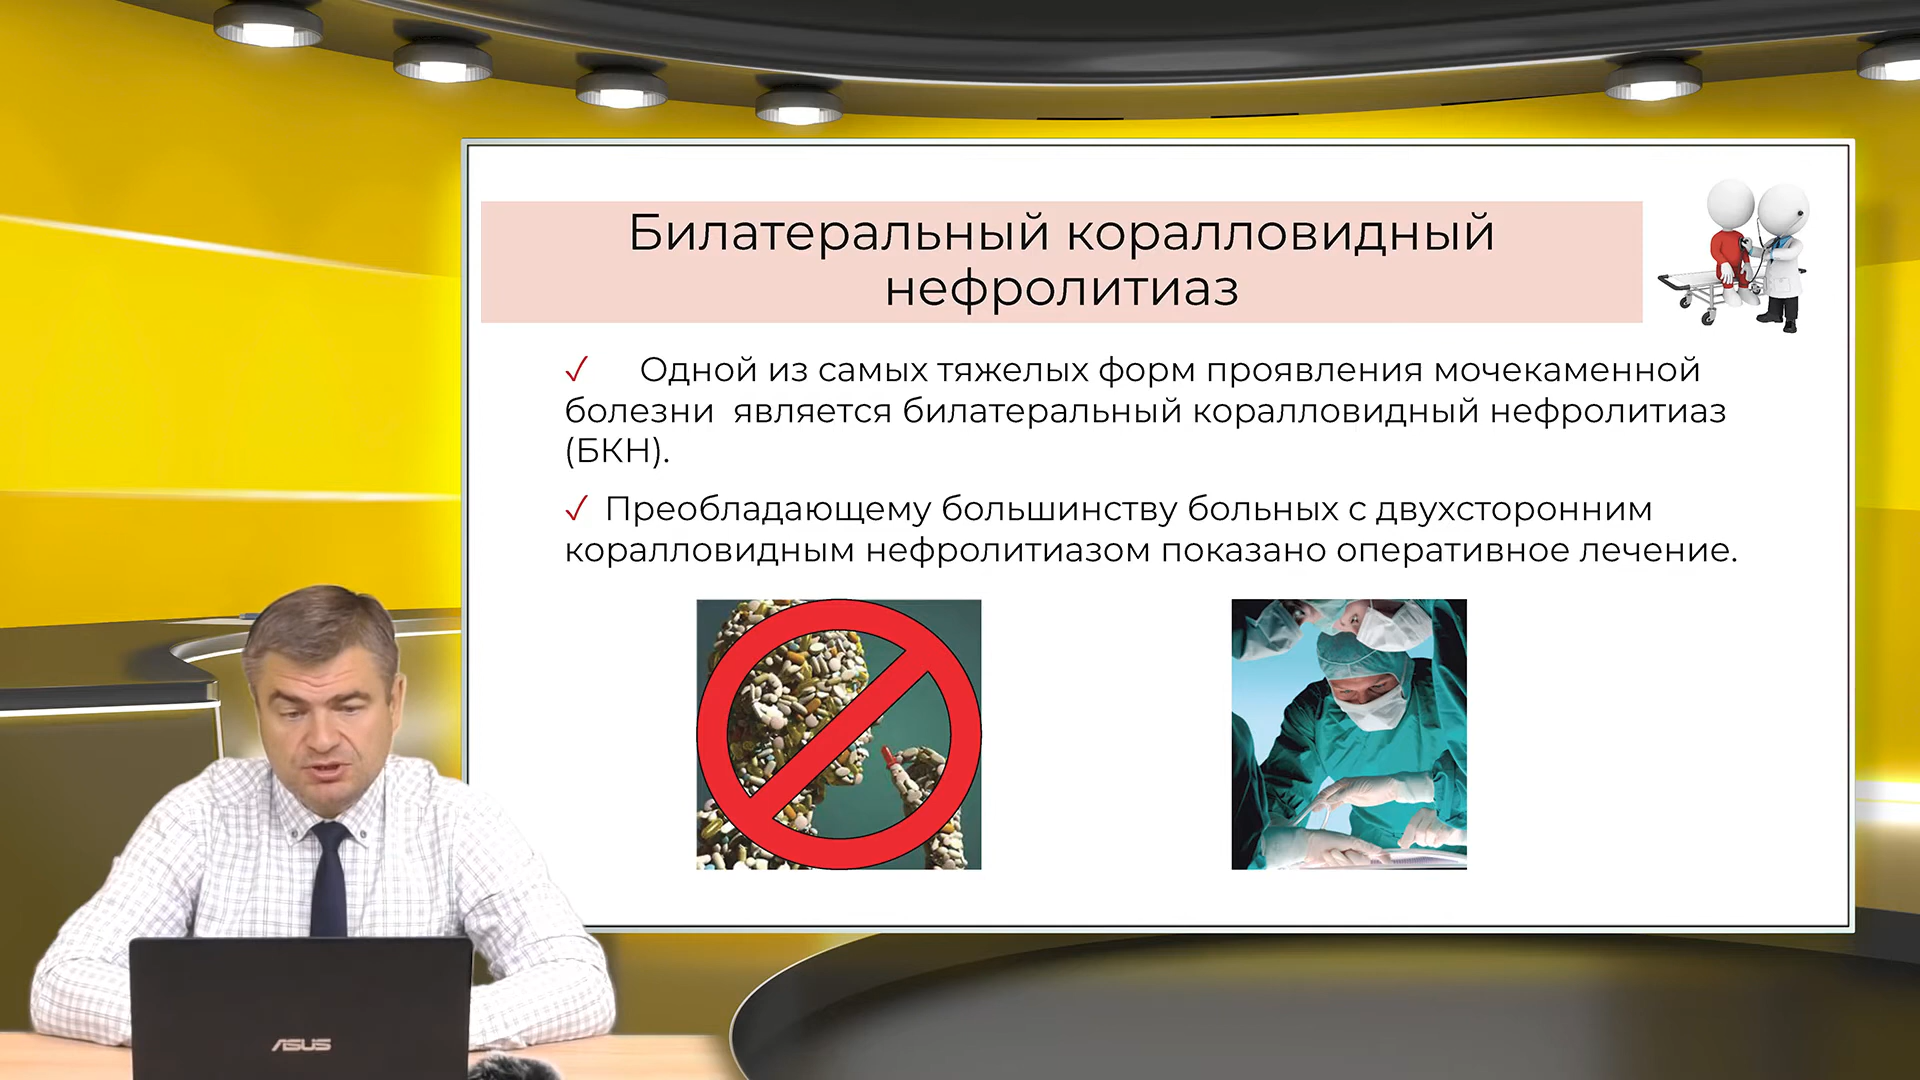 Билатеральный коралловидный
нефролитиаз
✓ Одной из самых тяжелых форм проявления мочекаменной
болезни является билатеральный коралловидный нефролитиаз
(БКН).
✓ Преобладающему большинству больных с двухсторонним
коралловидным нефролитиазом показано оперативное лечение.
ASUS